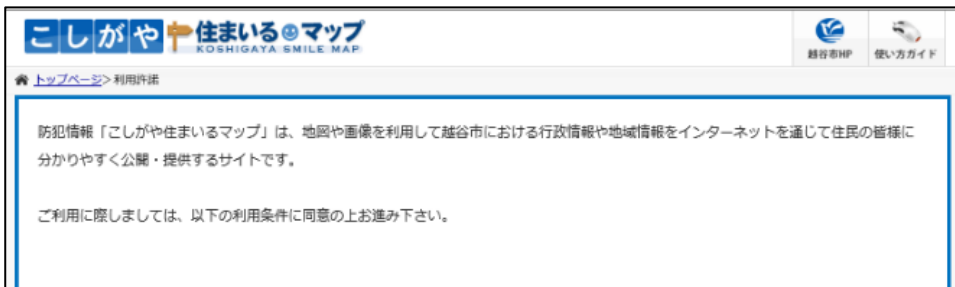 こしがや住まいるマップ
KOSHIGAYA SMILE MAP
越谷市HP
使い方ガイド
トップページ>利用許諾
防犯情報「こしがや住まいるマップ」は、地図や画像を利用して越谷市における行政情報や地域情報をインターネットを通じて住民の皆様に
分かりやすく公開・提供するサイトです。
ご利用に際しましては、以下の利用条件に同意の上お進み下さい。